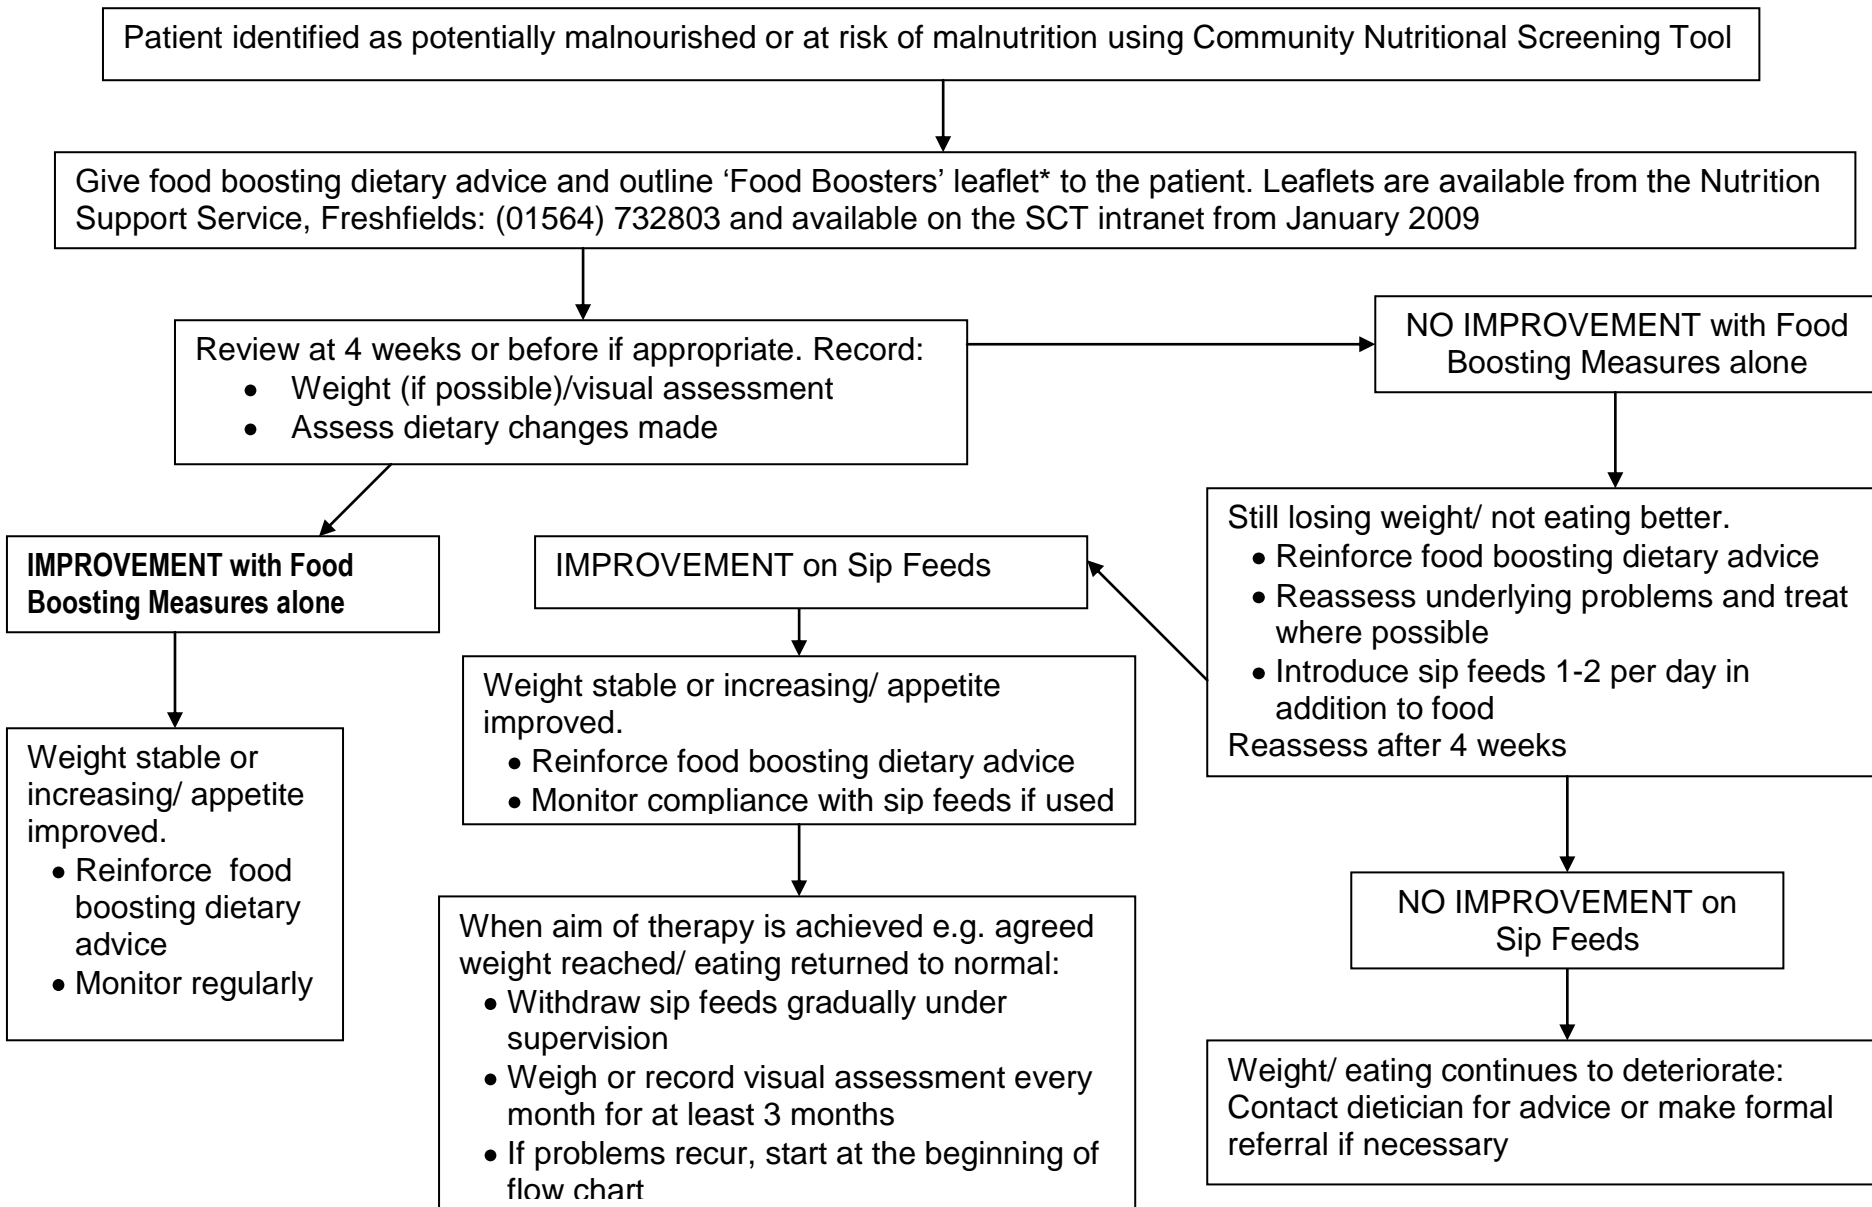 Patient identified as potentially malnourished or at risk of malnutrition using Community Nutritional Screening Tool
Give food boosting dietary advice and outline ‘Food Boosters’ leaflet* to the patient. Leaflets are available from the Nutrition
Support Service, Freshfields: (01564) 732803 and available on the SCT intranet from January 2009
Review at 4 weeks or before if appropriate. Record:
• Weight (if possible)/visual assessment
• Assess dietary changes made
NO IMPROVEMENT with Food
Boosting Measures alone
IMPROVEMENT with Food
Boosting Measures alone
Weight stable or
increasing/ appetite
improved.
• Reinforce food
boosting dietary
advice
• Monitor regularly
IMPROVEMENT on Sip Feeds
Weight stable or increasing/ appetite
improved.
• Reinforce food boosting dietary advice
• Monitor compliance with sip feeds if used
When aim of therapy is achieved e.g. agreed
weight reached/ eating returned to normal:
• Withdraw sip feeds gradually under
supervision
• Weigh or record visual assessment every
month for at least 3 months
• If problems recur, start at the beginning of
flow chart
Still losing weight/ not eating better.
• Reinforce food boosting dietary advice
• Reassess underlying problems and treat
where possible
• Introduce sip feeds 1-2 per day in
addition to food
Reassess after 4 weeks
NO IMPROVEMENT on
Sip Feeds
Weight/ eating continues to deteriorate:
Contact dietician for advice or make formal
referral if necessary